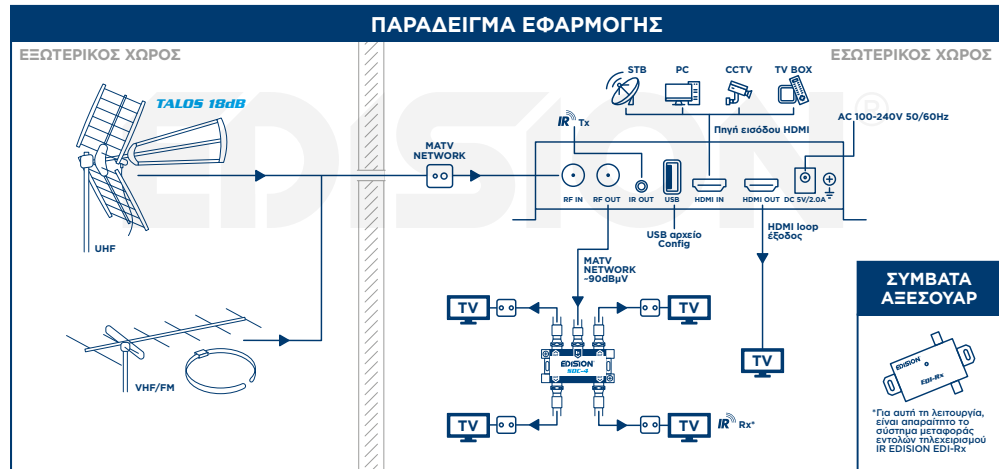 ΠΑΡΑΔΕΙΓΜΑ ΕΦΑΡΜΟΓΗΣ
ΕΞΩΤΕΡΙΚΟΣ ΧΩΡΟΣ
ΕΣΩΤΕΡΙΚΟΣ ΧΩΡΟΣ
EDISION®
TALOS 18dB
STB
PC
CCTV
TV BOX
IR Tx
Πηγή εισόδου HDMI
AC 100-240V 50/60Hz
MATV
NETWORK
RF IN
RF OUT
IR OUT
USB
HDMI IN
HDMI OUT
DC 5V/2.0A
UHF
USB αρχείο
Config
HDMI loop
έξοδος
MATV
NETWORK
~90dBμV
TV
TV
EDISION
NDC-4
TV
VHF/FM
TV
TV
IR Rx*
ΣΥΜΒΑΤΑ
ΑΞΕΣΟΥΑΡ
EDISION
EDI-Rx
*Για αυτή τη λειτουργία,
είναι απαραίτητο το
σύστημα μεταφοράς
εντολών τηλεχειρισμού
IR EDISION EDI-Rx